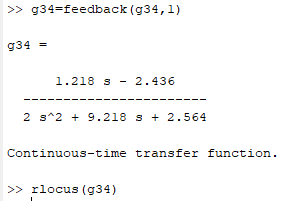 >> g34=feedback(g34,1)
g34 =
1.218 s - 2.436
-----------------------
2 s^2 + 9.218 s + 2.564
Continuous-time transfer function.
>> rlocus(g34)